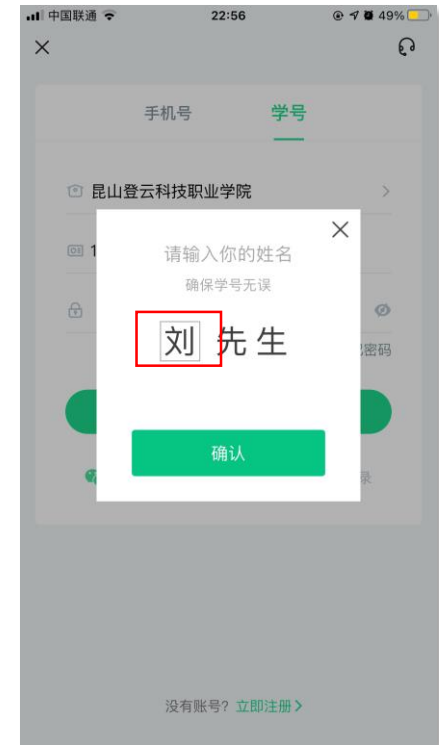 中国联通 22:56 49%
手机号 学号
昆山登云科技职业学院
1
请输入你的姓名
确保学号无误
刘 先 生
密码
确认
录
没有账号? 立即注册 >